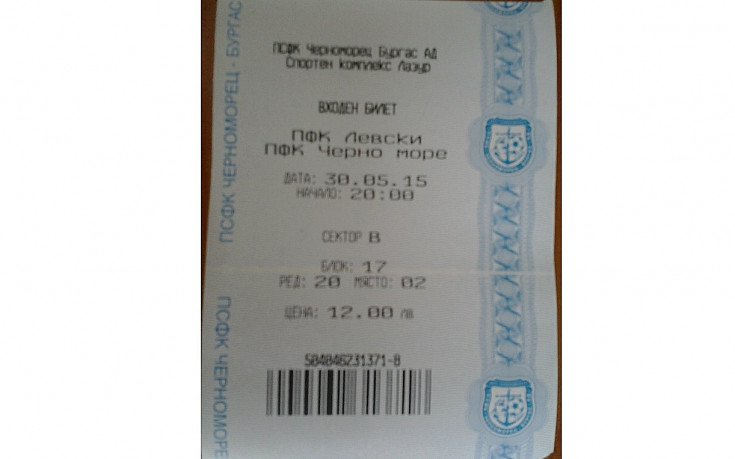 ПСФК Черноморец Бургас АД
Спортен комплекс Лазур
ВХОДЕН БИЛЕТ
ПФК Левски
ПФК Черно море
ДАТА: 30.05.15
НАЧАЛО: 20:00
СЕКТОР В
БЛОК: 17
РЕД: 20 МЯСТО: 02
ЦЕНА: 12.00 лв
504046231371-8
ПСФК ЧЕРНОМОРЕЦ - БУРГАС
ПСФК ЧЕРНОМОРЕ